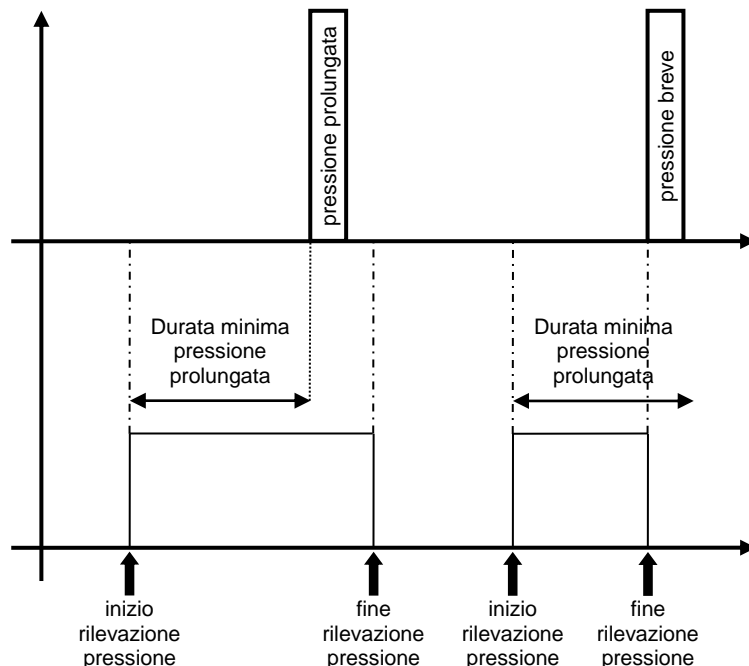 pressione prolungata
pressione breve
Durata minima
pressione
prolungata
Durata minima
pressione
prolungata
inizio
rilevazione
pressione
fine
rilevazione
pressione
inizio
rilevazione
pressione
fine
rilevazione
pressione